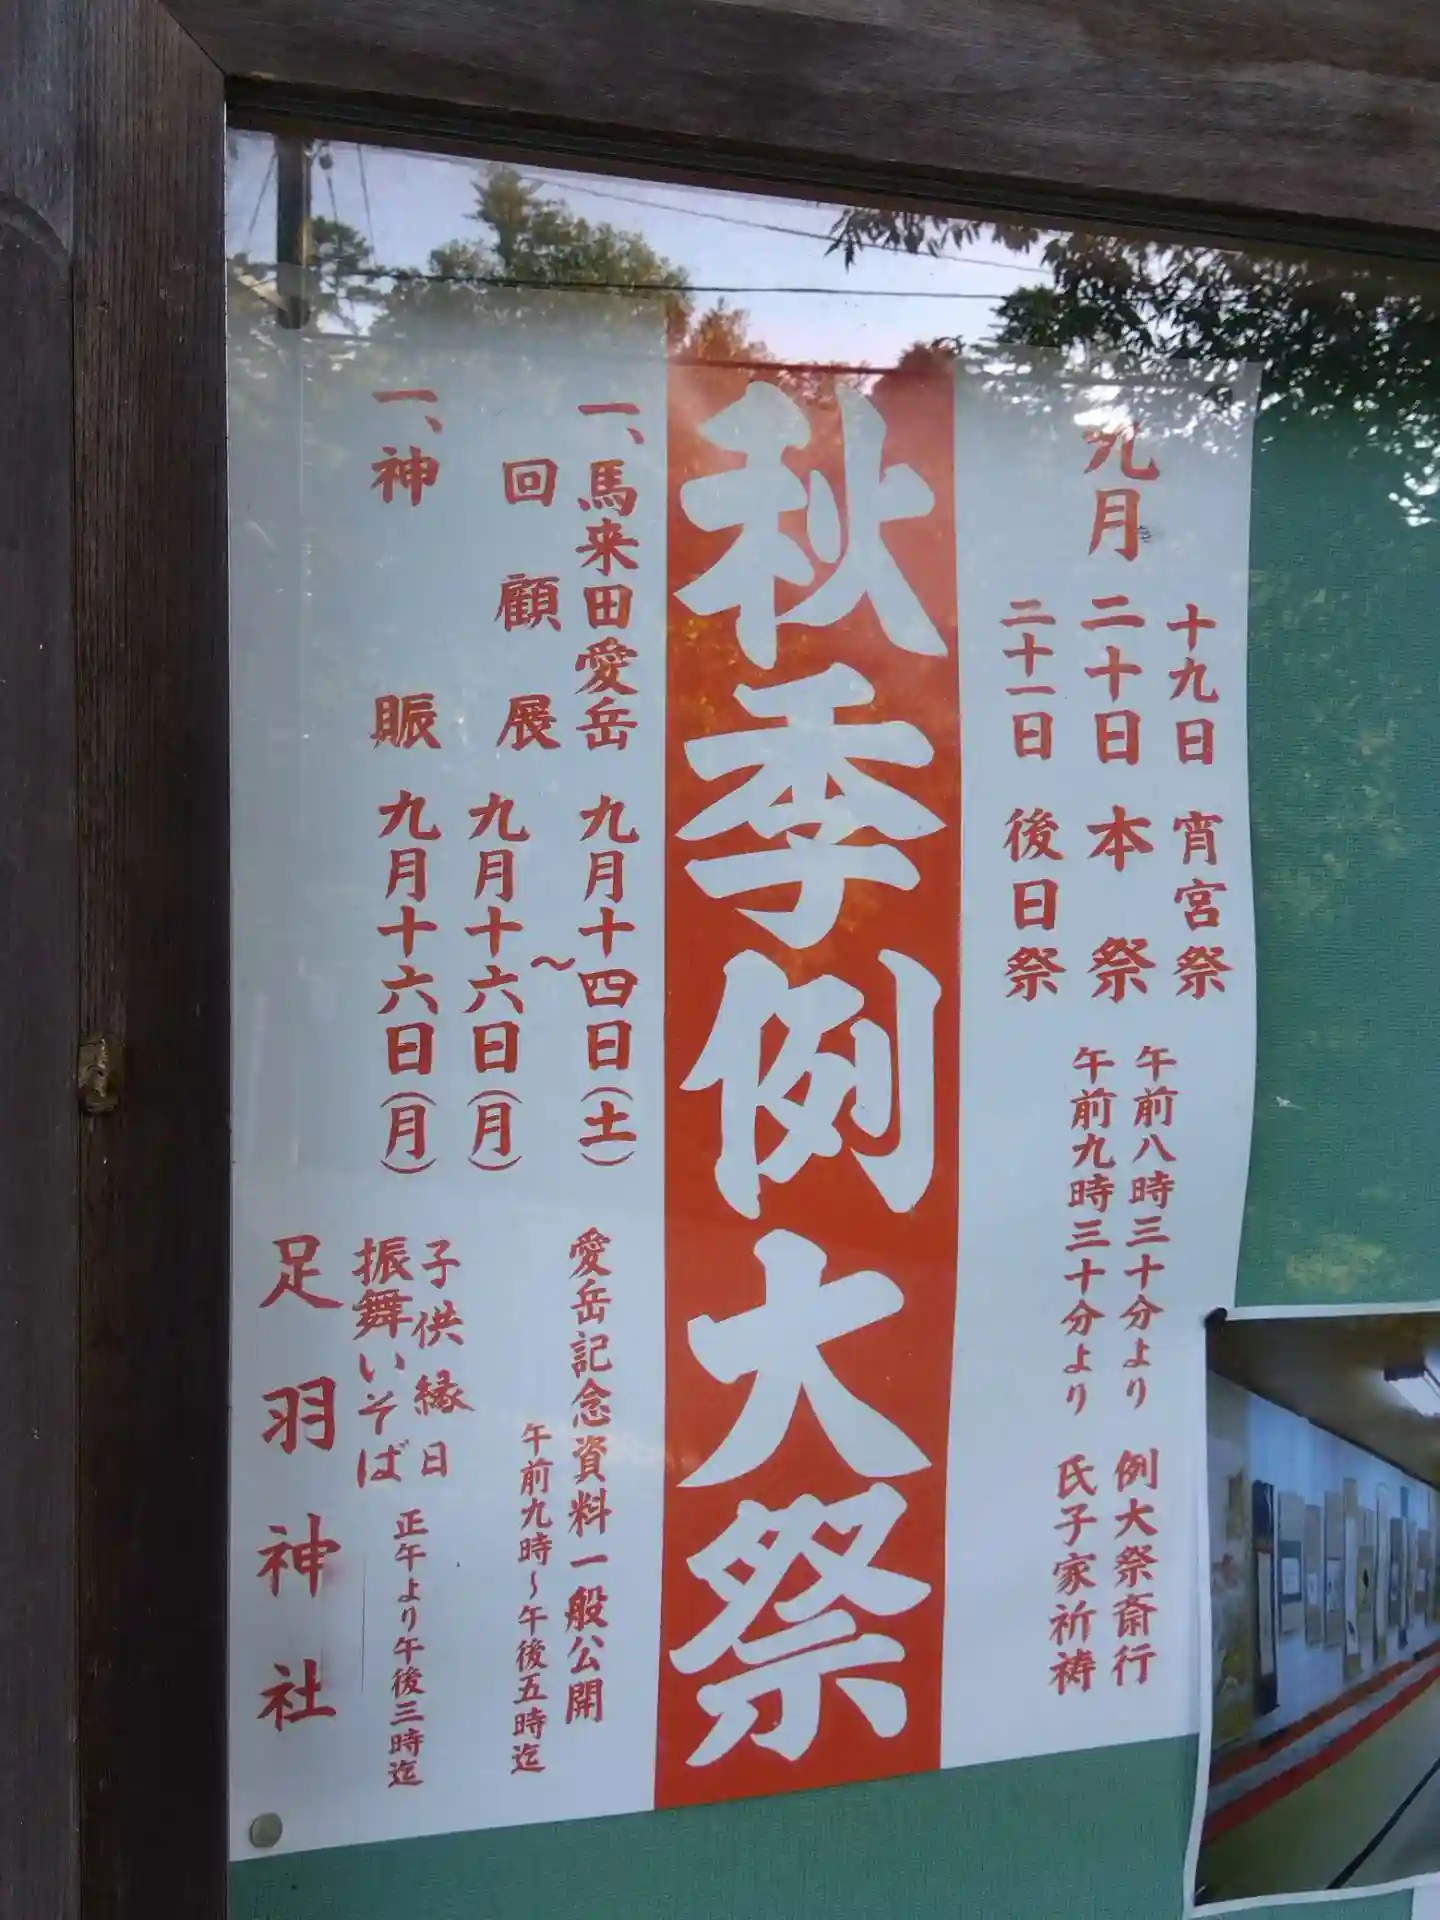 九月
十九日 宵宮祭
二十日 本祭 午前八時三十分より 例大祭斎行
午前九時三十分より 氏子家祈祷
二十一日 後日祭
秋季例大祭
一、馬来田愛岳 九月十四日(土) 愛岳記念資料一般公開
回顧展 〜 午前九時〜午後五時迄
九月十六日(月)
一、神賑 九月十六日(月) 子供縁日
振舞いそば 正午より午後三時迄
足羽神社